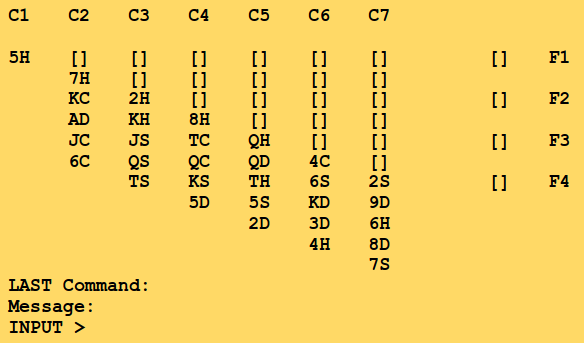 C1 C2 C3 C4 C5 C6 C7
5H [] [] [] [] [] [] [] F1
7H [] [] [] [] []
KC 2H [] [] [] [] [] F2
AD KH 8H [] [] []
JC JS TC QH [] [] [] F3
6C QS QC QD 4C []
TS KS TH 6S 2S [] F4
5D 5S KD 9D
2D 3D 6H
4H 8D
7S
LAST Command:
Message:
INPUT >